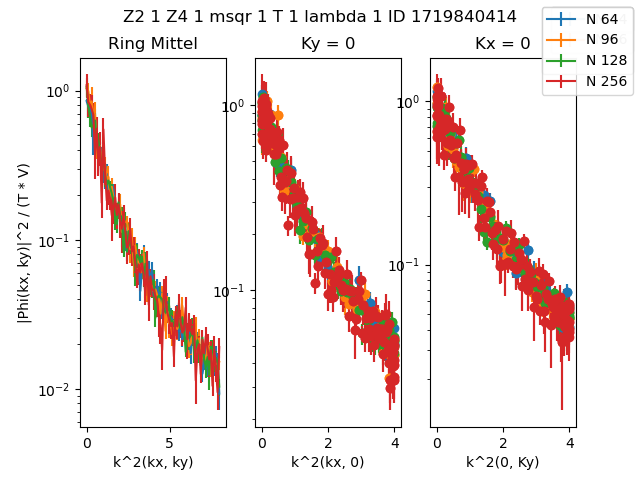 Z2 1 Z4 1 msqr 1 T 1 lambda 1 ID 1719840414
Ring Mittel
Ky = 0
Kx = 0
N 64
N 96
N 128
N 256
|Phi(kx, ky)|^2 / (T * V)
10^0
10^-1
10^-2
0
5
k^2(kx, ky)
10^0
10^-1
0
2
4
k^2(kx, 0)
10^0
10^-1
0
2
4
k^2(0, Ky)